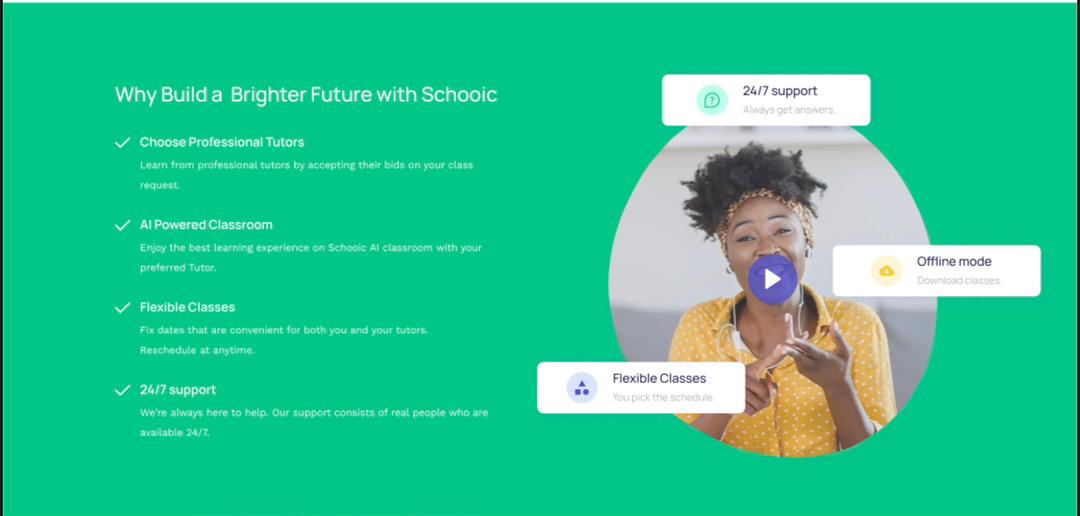 Why Build a Brighter Future with Schooic
Choose Professional Tutors
Learn from professional tutors by accepting their bids on your class
request.
AI Powered Classroom
Enjoy the best learning experience on Schooic AI classroom with your
preferred Tutor.
Flexible Classes
Fix dates that are convenient for both you and your tutors.
Reschedule at anytime.
24/7 support
We're always here to help. Our support consists of real people who are
available 24/7.
24/7 support
Always get answers.
Offline mode
Download classes.
Flexible Classes
You pick the schedule.